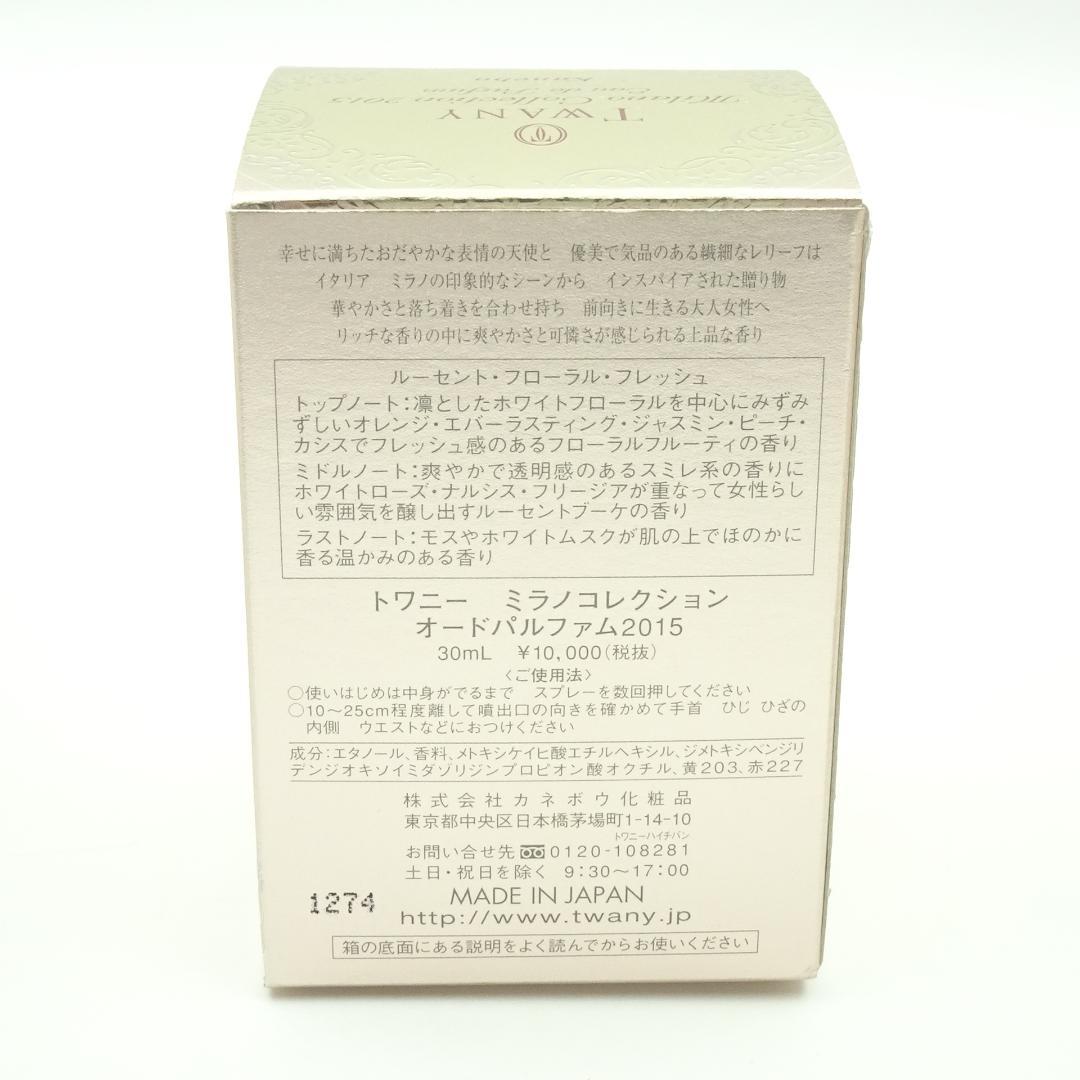 Kanebo
Eau de Parfum
Milano Collection 2015
TWANY
幸せに満ちたおだやかな表情の天使と　優美で気品のある繊細なレリーフは
イタリア　ミラノの印象的なシーンから　インスパイアされた贈り物
華やかさと落ち着きを合わせ持ち　前向きに生きる大人女性へ
リッチな香りの中に爽やかさと可憐さが感じられる上品な香り
ルーセント・フローラル・フレッシュ
トップノート：凛としたホワイトフローラルを中心にみずみ
ずしいオレンジ・エバーラスティング・ジャスミン・ピーチ・
カシスでフレッシュ感のあるフローラルフルーティの香り
ミドルノート：爽やかで透明感のあるスミレ系の香りに
ホワイトローズ・ナルシス・フリージアが重なって女性らし
い雰囲気を醸し出すルーセントブーケの香り
ラストノート：モスやホワイトムスクが肌の上でほのかに
香る温かみのある香り
トワニー　ミラノコレクション
オードパルファム2015
30mL　¥10,000(税抜)
〈ご使用法〉
○使いはじめは中身がでるまで　スプレーを数回押してください
○10〜25cm程度離して噴出口の向きを確かめて手首　ひじ ひざの
内側　ウエストなどにおつけください
成分：エタノール、香料、メトキシケイヒ酸エチルヘキシル、ジメトキシベンジリ
デンジオキソイミダゾリジンプロピオン酸オクチル、黄203、赤227
株式会社カネボウ化粧品
東京都中央区日本橋茅場町1-14-10
トワニーハイチバン
お問い合せ先 0120-108281
土日・祝日を除く 9:30〜17:00
MADE IN JAPAN
1274
http://www.twany.jp
箱の底面にある説明をよく読んでからお使いください